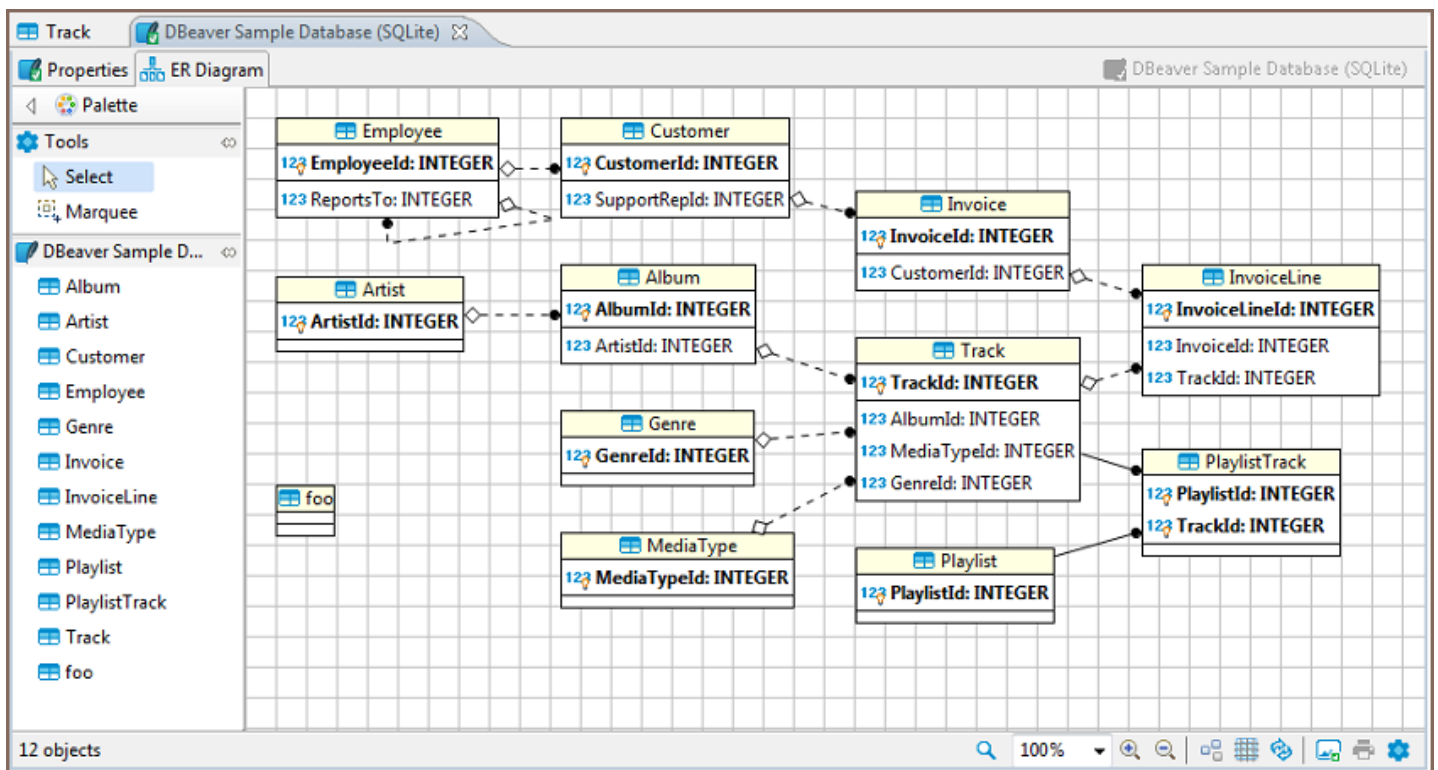 Track
DBeaver Sample Database (SQLite)
Properties
ER Diagram
DBeaver Sample Database (SQLite)
Palette
Tools
Select
Marquee
DBeaver Sample D...
Album
Artist
Customer
Employee
Genre
Invoice
InvoiceLine
MediaType
Playlist
PlaylistTrack
Track
foo
Employee
123 EmployeeId: INTEGER
123 ReportsTo: INTEGER
Customer
123 CustomerId: INTEGER
123 SupportRepId: INTEGER
Invoice
123 InvoiceId: INTEGER
123 CustomerId: INTEGER
InvoiceLine
123 InvoiceLineId: INTEGER
123 InvoiceId: INTEGER
123 TrackId: INTEGER
Artist
123 ArtistId: INTEGER
Album
123 AlbumId: INTEGER
123 ArtistId: INTEGER
Track
123 TrackId: INTEGER
123 AlbumId: INTEGER
123 MediaTypeId: INTEGER
123 GenreId: INTEGER
Genre
123 GenreId: INTEGER
PlaylistTrack
123 PlaylistId: INTEGER
123 TrackId: INTEGER
foo
MediaType
123 MediaTypeId: INTEGER
Playlist
123 PlaylistId: INTEGER
12 objects
100%